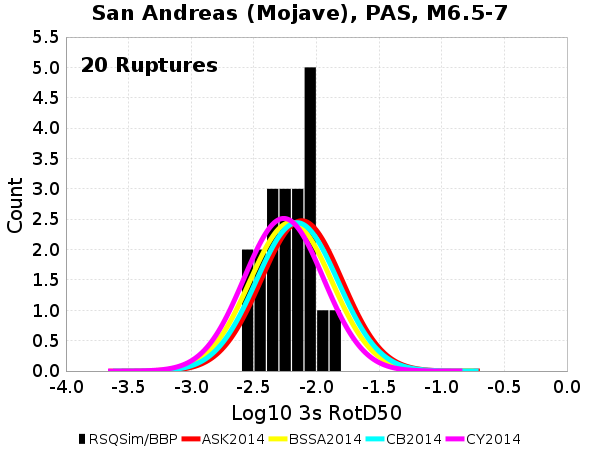 San Andreas (Mojave), PAS, M6.5-7
20 Ruptures
Count
5.5
5.0
4.5
4.0
3.5
3.0
2.5
2.0
1.5
1.0
0.5
0.0
-4.0 -3.5 -3.0 -2.5 -2.0 -1.5 -1.0 -0.5 0.0
Log10 3s RotD50
RSQSim/BBP ASK2014 BSSA2014 CB2014 CY2014